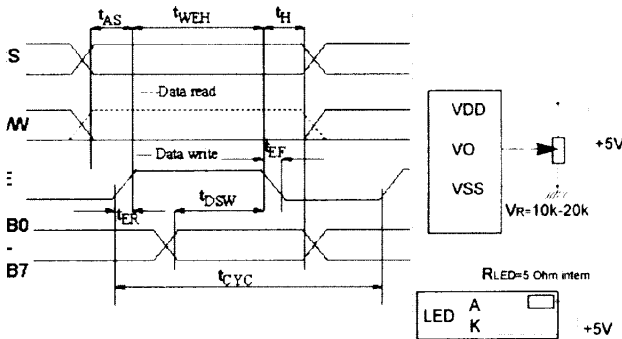 tAS tWEH tH
S
Data read
W
Data write tEF
E
tER tDSW
B0
-
B7
tCYC
VDD
VO
+5V
VSS
VR=10k-20k
RLED=5 Ohm intern
LED A
K
+5V